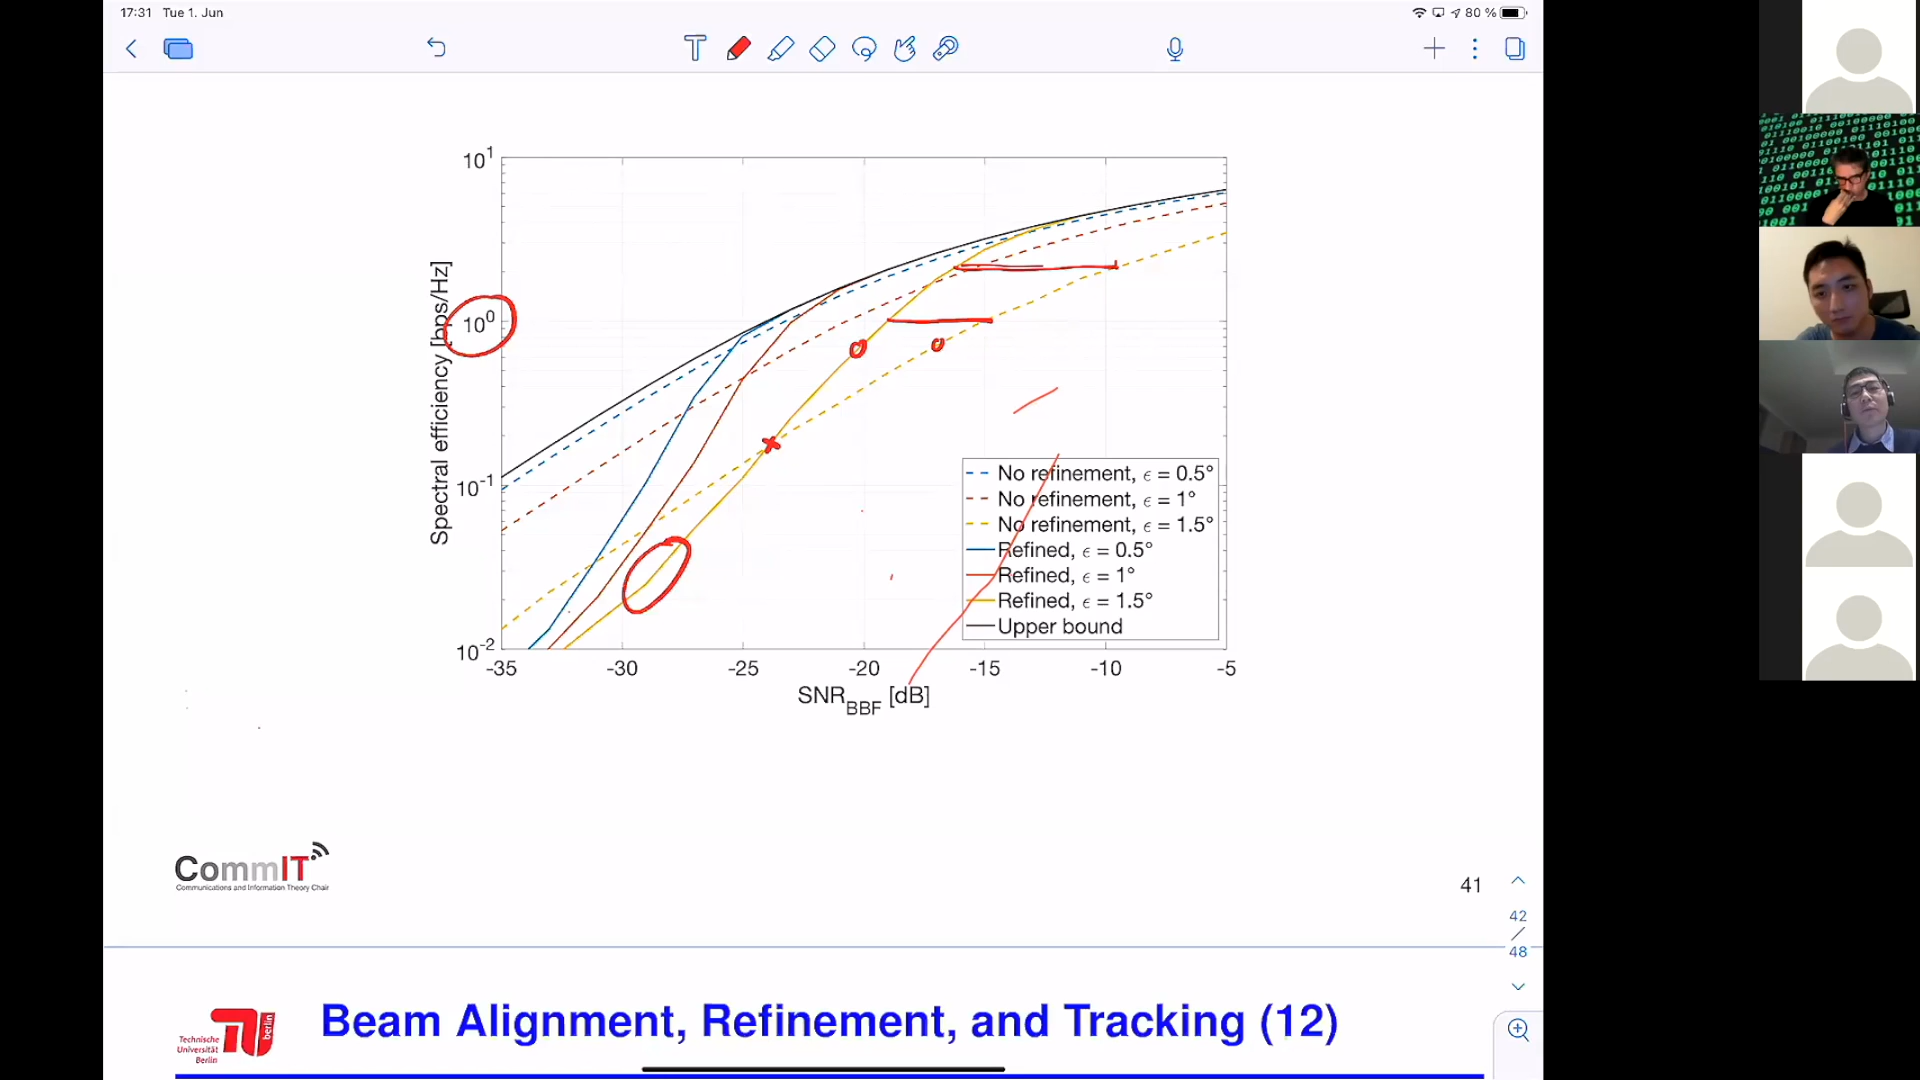 17:31 Tue 1. Jun
80 %
10^1
10^0
10^-1
10^-2
Spectral efficiency [bps/Hz]
No refinement, ϵ = 0.5°
No refinement, ϵ = 1°
No refinement, ϵ = 1.5°
Refined, ϵ = 0.5°
Refined, ϵ = 1°
Refined, ϵ = 1.5°
Upper bound
-35 -30 -25 -20 -15 -10 -5
SNR_BBF [dB]
CommIT
Communications and Information Theory Chair
41
42
/
48
Technische
Universität
Berlin
berlin
Beam Alignment, Refinement, and Tracking (12)